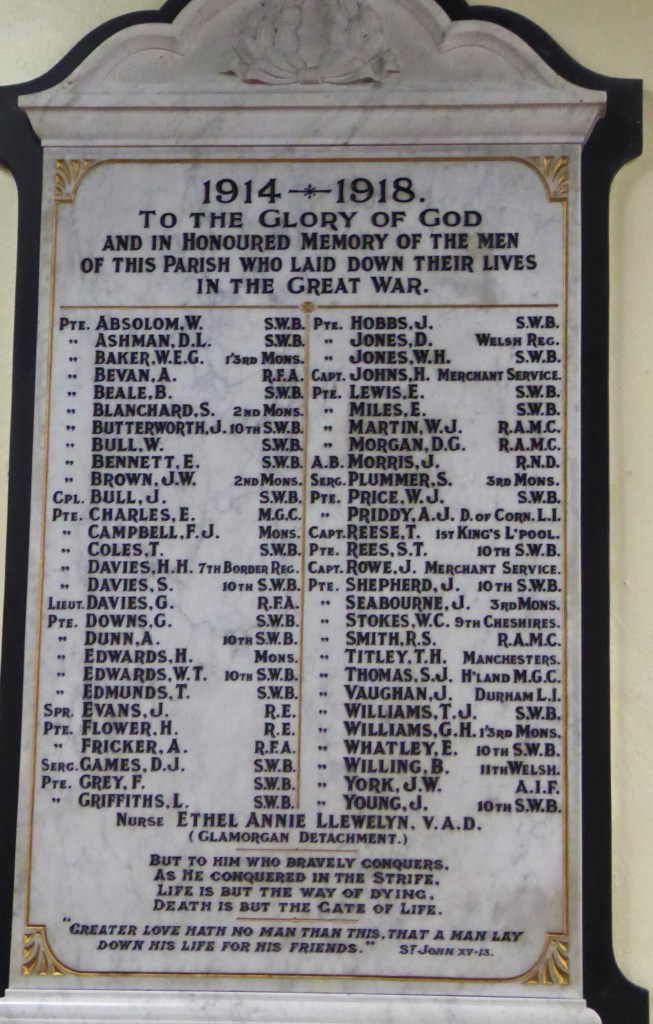 1914 — 1918.
TO THE GLORY OF GOD
AND IN HONOURED MEMORY OF THE MEN
OF THIS PARISH WHO LAID DOWN THEIR LIVES
IN THE GREAT WAR.
PTE. ABSOLOM, W. S.W.B.
" ASHMAN, D.L. S.W.B.
" BAKER, W.E.G. 1/3RD MONS.
" BEVAN, A. R.F.A.
" BEALE, B. S.W.B.
" BLANCHARD, S. 2ND MONS.
" BUTTERWORTH, J. 10TH S.W.B.
" BULL, W. S.W.B.
" BENNETT, E. S.W.B.
" BROWN, J.W. 2ND MONS.
CPL. BULL, J. S.W.B.
PTE. CHARLES, E. M.G.C.
" CAMPBELL, F.J. MONS.
" COLES, T. S.W.B.
" DAVIES, H.H. 7TH BORDER REG.
" DAVIES, S. 10TH S.W.B.
LIEUT. DAVIES, G. R.F.A.
PTE. DOWNS, G. S.W.B.
" DUNN, A. 10TH S.W.B.
" EDWARDS, H. MONS.
" EDWARDS, W.T. 10TH S.W.B.
" EDMUNDS, T. S.W.B.
SPR. EVANS, J. R.E.
PTE. FLOWER, H. R.E.
" FRICKER, A. R.F.A.
SERG. GAMES, D.J. S.W.B.
PTE. GREY, F. S.W.B.
" GRIFFITHS, L. S.W.B.
PTE. HOBBS, J. S.W.B.
" JONES, D. WELSH REG.
" JONES, W.H. S.W.B.
CAPT. JOHNS, H. MERCHANT SERVICE.
PTE. LEWIS, E. S.W.B.
" MILES, E. S.W.B.
" MARTIN, W.J. R.A.M.C.
" MORGAN, D.G. R.A.M.C.
A.B. MORRIS, J. R.N.D.
SERG. PLUMMER, S. 3RD MONS.
PTE. PRICE, W.J. S.W.B.
" PRIDDY, A.J. D. OF CORN. L.I.
CAPT. REESE, T. 1ST KING'S L'POOL.
PTE. REES, S.T. 10TH S.W.B.
CAPT. ROWE, J. MERCHANT SERVICE.
PTE. SHEPHERD, J. 10TH S.W.B.
" SEABOURNE, J. 3RD MONS.
" STOKES, W.C. 9TH CHESHIRES.
" SMITH, R.S. R.A.M.C.
" TITLEY, T.H. MANCHESTERS.
" THOMAS, S.J. H'LAND M.G.C.
" VAUGHAN, J. DURHAM L.I.
" WILLIAMS, T.J. S.W.B.
" WILLIAMS, G.H. 1/3RD MONS.
" WHATLEY, E. 10TH S.W.B.
" WILLING, B. 11TH WELSH.
" YORK, J.W. A.I.F.
" YOUNG, J. 10TH S.W.B.
NURSE ETHEL ANNIE LLEWELYN, V.A.D.
(GLAMORGAN DETACHMENT.)
BUT TO HIM WHO BRAVELY CONQUERS,
AS HE CONQUERED IN THE STRIFE,
LIFE IS BUT THE WAY OF DYING,
DEATH IS BUT THE GATE OF LIFE.
"GREATER LOVE HATH NO MAN THAN THIS, THAT A MAN LAY
DOWN HIS LIFE FOR HIS FRIENDS." ST JOHN XV-13.